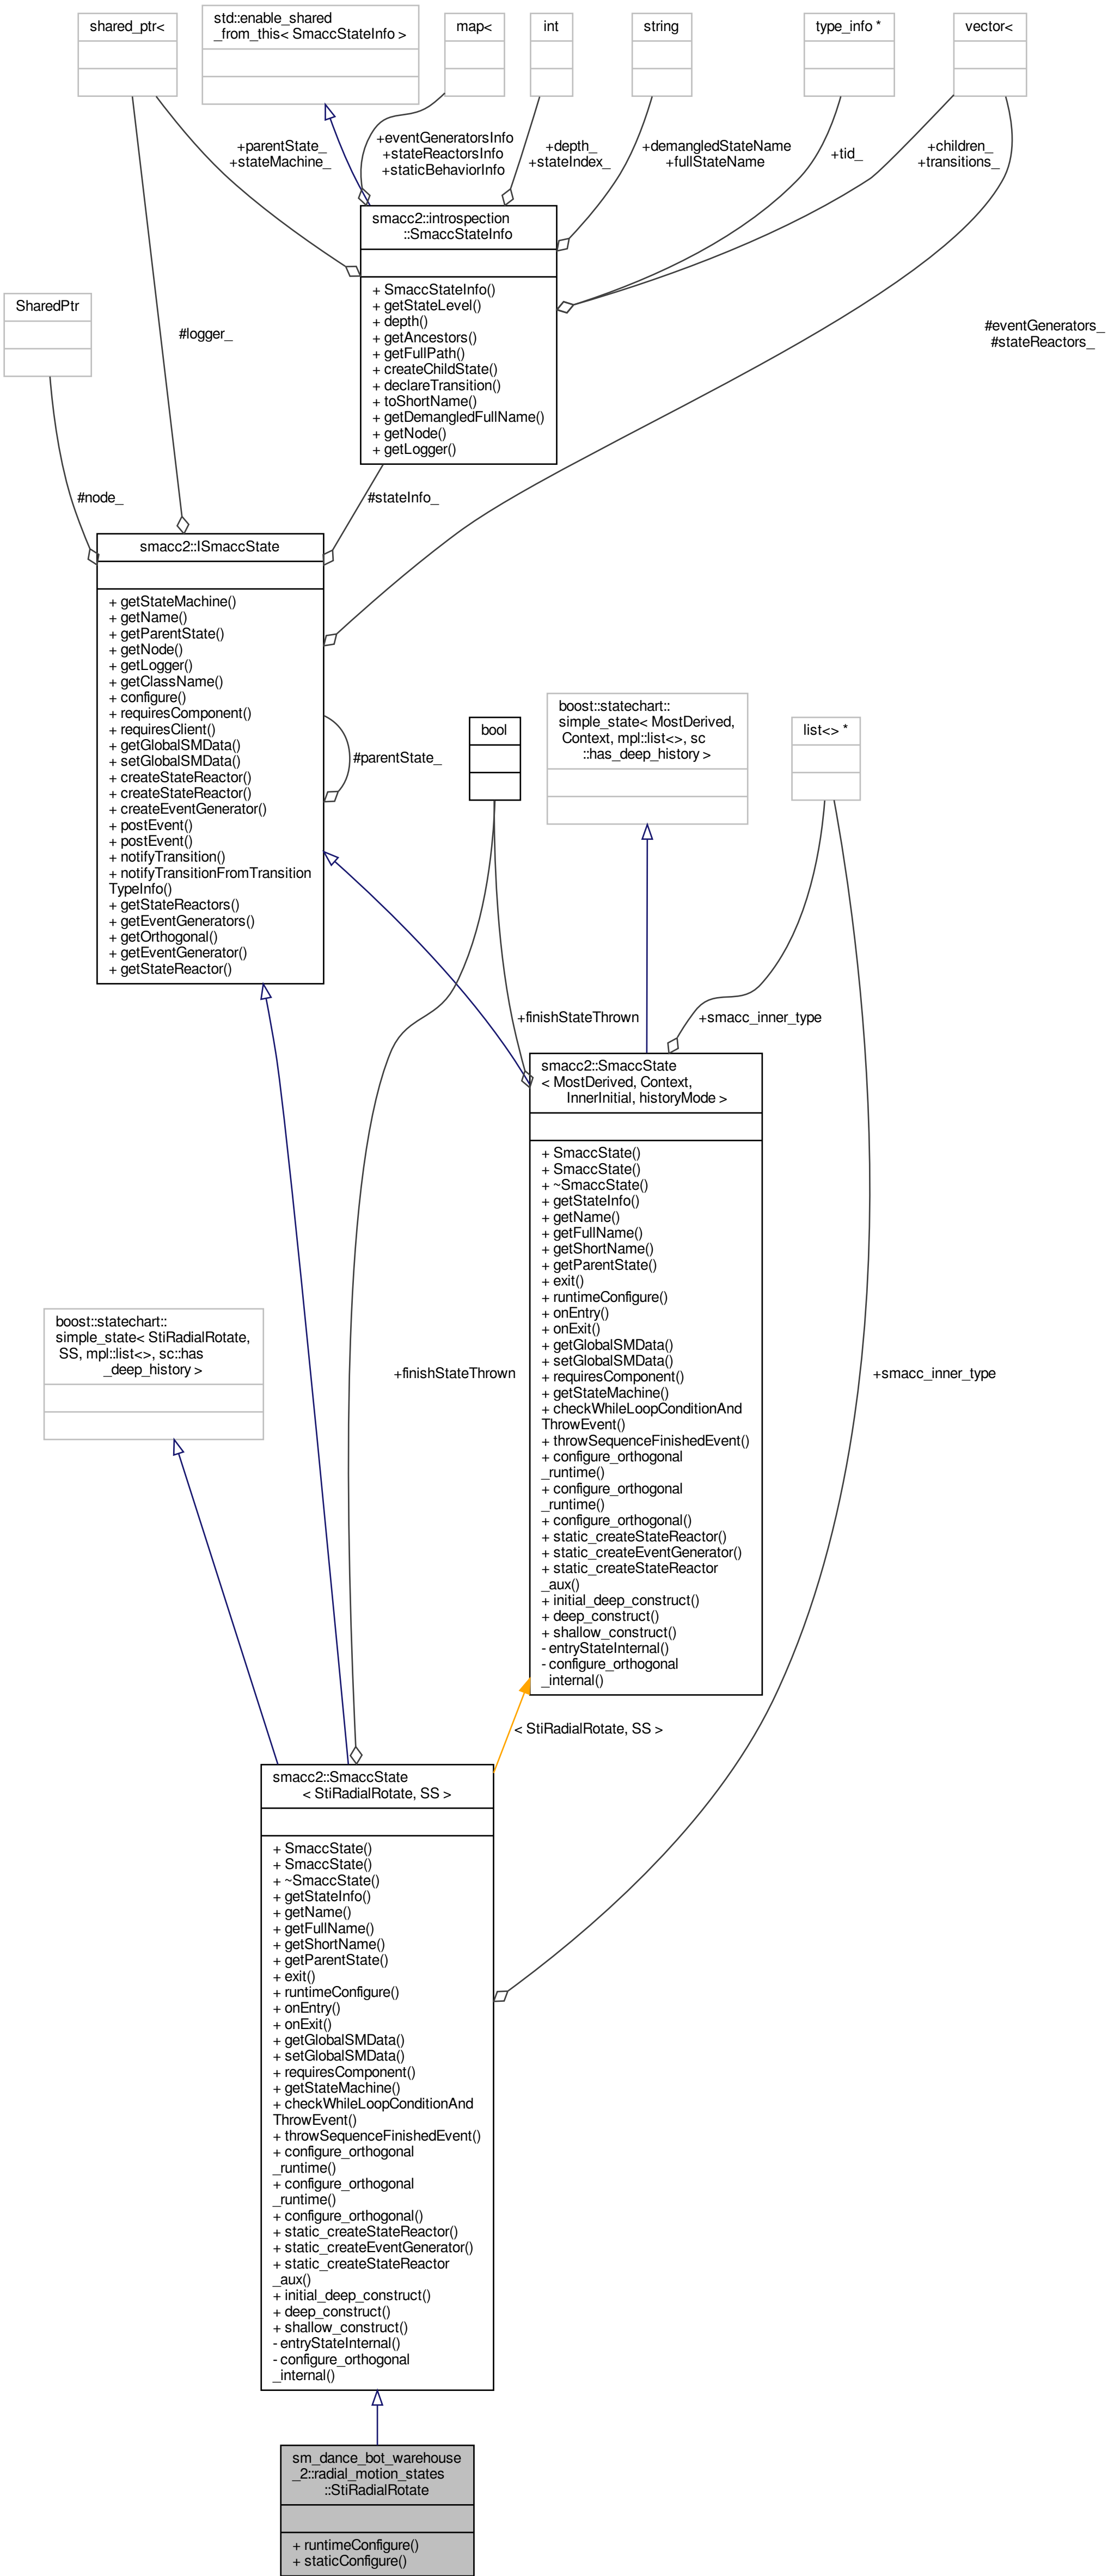 shared_ptr<
std::enable_shared
_from_this< SmaccStateInfo >
map<
int
string
type_info *
vector<
+parentState_
+stateMachine_
+eventGeneratorsInfo
+stateReactorsInfo
+staticBehaviorInfo
+depth_
+stateIndex_
+demangledStateName
+fullStateName
+tid_
+children_
+transitions_
smacc2::introspection
::SmaccStateInfo
+ SmaccStateInfo()
+ getStateLevel()
+ depth()
+ getAncestors()
+ getFullPath()
+ createChildState()
+ declareTransition()
+ toShortName()
+ getDemangledFullName()
+ getNode()
+ getLogger()
SharedPtr
#logger_
#eventGenerators_
#stateReactors_
#node_
#stateInfo_
smacc2::ISmaccState
+ getStateMachine()
+ getName()
+ getParentState()
+ getNode()
+ getLogger()
+ getClassName()
+ configure()
+ requiresComponent()
+ requiresClient()
+ getGlobalSMData()
+ setGlobalSMData()
+ createStateReactor()
+ createStateReactor()
+ createEventGenerator()
+ postEvent()
+ postEvent()
+ notifyTransition()
+ notifyTransitionFromTransition
TypeInfo()
+ getStateReactors()
+ getEventGenerators()
+ getOrthogonal()
+ getEventGenerator()
+ getStateReactor()
#parentState_
bool
boost::statechart::
simple_state< MostDerived,
Context, mpl::list<>, sc
::has_deep_history >
list<> *
+finishStateThrown
+smacc_inner_type
smacc2::SmaccState
< MostDerived, Context,
InnerInitial, historyMode >
+ SmaccState()
+ SmaccState()
+ ~SmaccState()
+ getStateInfo()
+ getName()
+ getFullName()
+ getShortName()
+ getParentState()
+ exit()
+ runtimeConfigure()
+ onEntry()
+ onExit()
+ getGlobalSMData()
+ setGlobalSMData()
+ requiresComponent()
+ getStateMachine()
+ checkWhileLoopConditionAnd
ThrowEvent()
+ throwSequenceFinishedEvent()
+ configure_orthogonal
_runtime()
+ configure_orthogonal
_runtime()
+ configure_orthogonal()
+ static_createStateReactor()
+ static_createEventGenerator()
+ static_createStateReactor
_aux()
+ initial_deep_construct()
+ deep_construct()
+ shallow_construct()
- entryStateInternal()
- configure_orthogonal
_internal()
boost::statechart::
simple_state< StiRadialRotate,
SS, mpl::list<>, sc::has
_deep_history >
+finishStateThrown
+smacc_inner_type
< StiRadialRotate, SS >
smacc2::SmaccState
< StiRadialRotate, SS >
+ SmaccState()
+ SmaccState()
+ ~SmaccState()
+ getStateInfo()
+ getName()
+ getFullName()
+ getShortName()
+ getParentState()
+ exit()
+ runtimeConfigure()
+ onEntry()
+ onExit()
+ getGlobalSMData()
+ setGlobalSMData()
+ requiresComponent()
+ getStateMachine()
+ checkWhileLoopConditionAnd
ThrowEvent()
+ throwSequenceFinishedEvent()
+ configure_orthogonal
_runtime()
+ configure_orthogonal
_runtime()
+ configure_orthogonal()
+ static_createStateReactor()
+ static_createEventGenerator()
+ static_createStateReactor
_aux()
+ initial_deep_construct()
+ deep_construct()
+ shallow_construct()
- entryStateInternal()
- configure_orthogonal
_internal()
sm_dance_bot_warehouse
_2::radial_motion_states
::StiRadialRotate
+ runtimeConfigure()
+ staticConfigure()